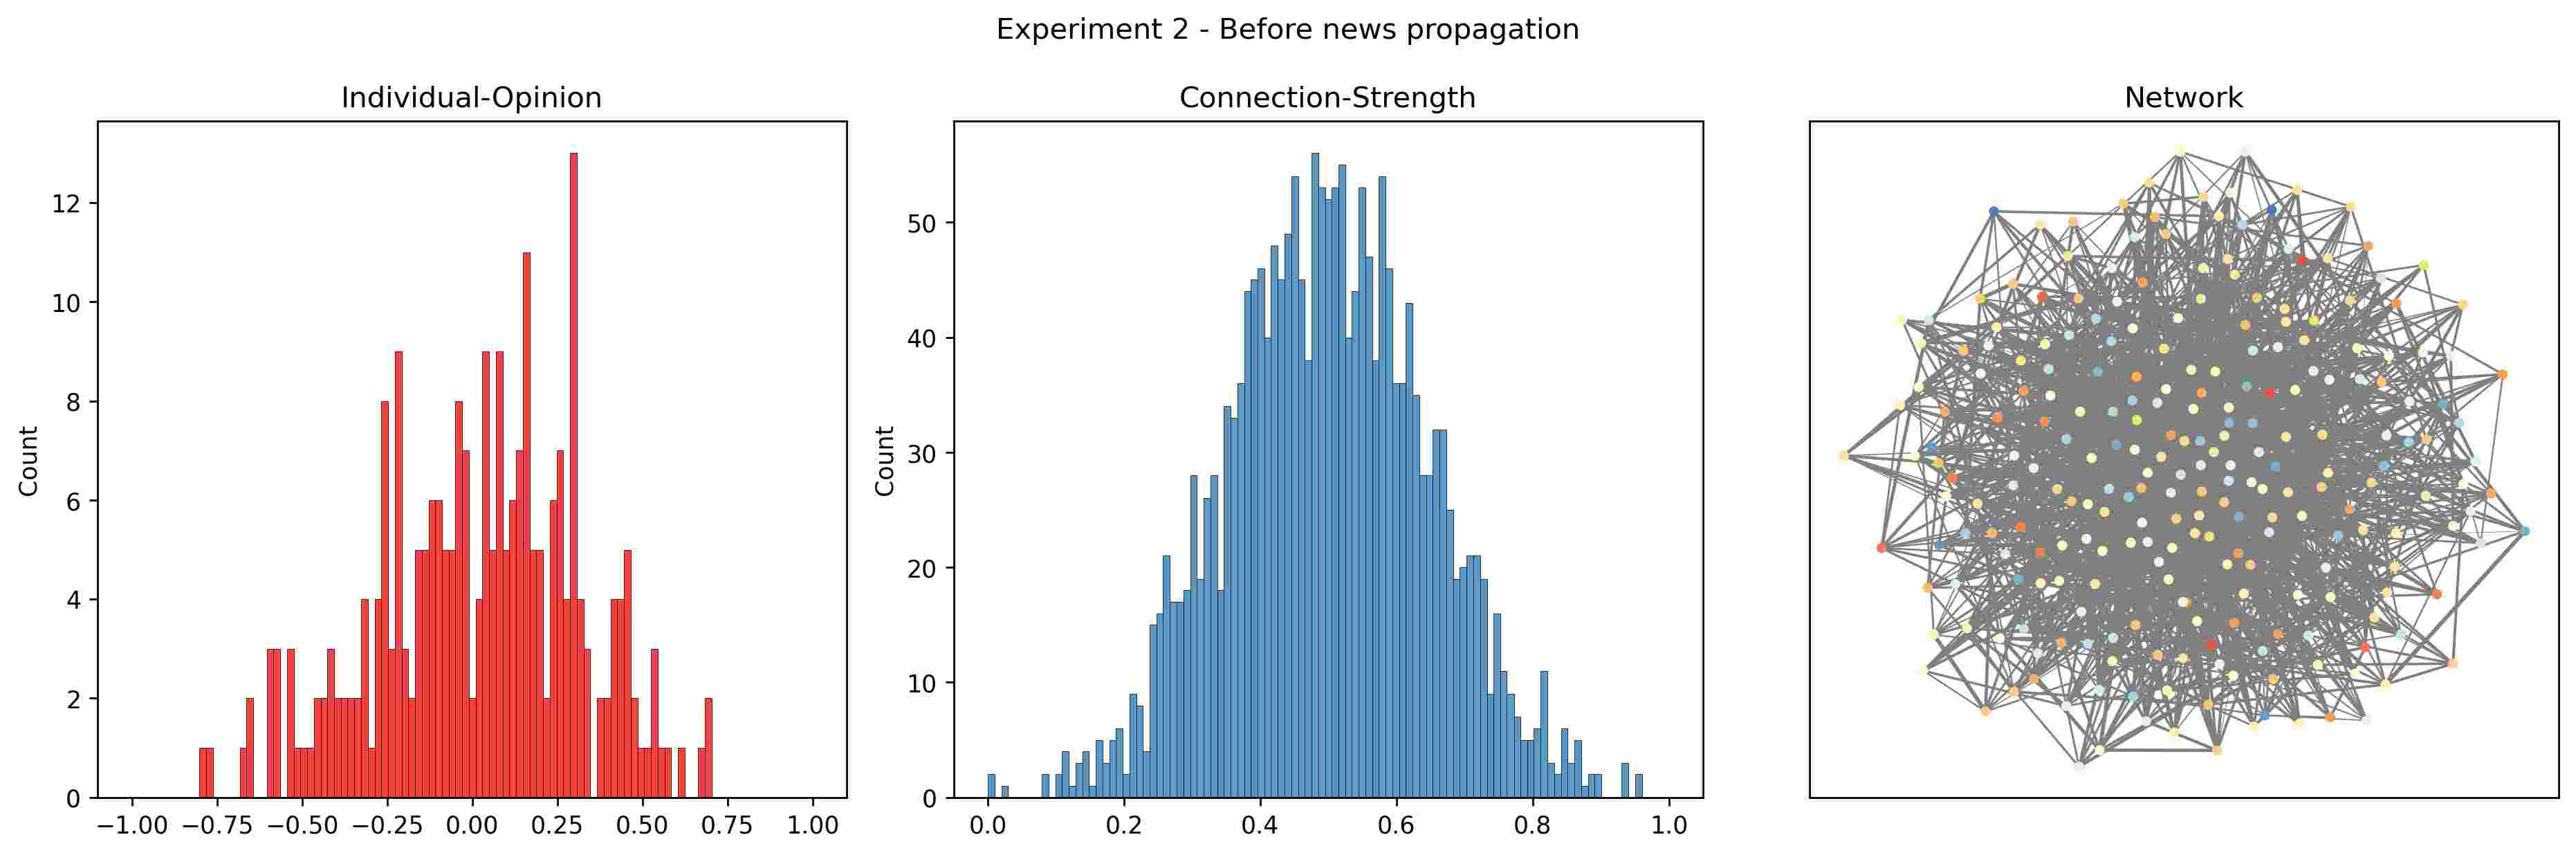 Experiment 2 - Before news propagation
Individual-Opinion
Count
12
10
8
6
4
2
0
−1.00 −0.75 −0.50 −0.25 0.00 0.25 0.50 0.75 1.00
Connection-Strength
Count
50
40
30
20
10
0
0.0 0.2 0.4 0.6 0.8 1.0
Network